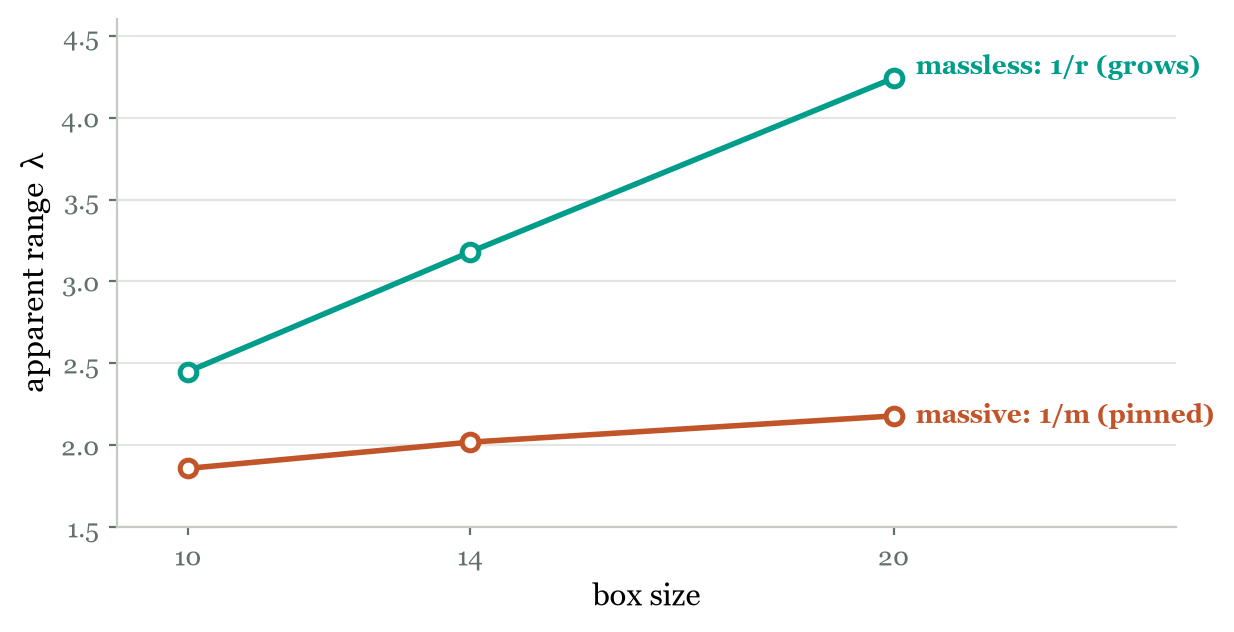 4.5
4.0
3.5
3.0
2.5
2.0
1.5
apparent range λ
massless: 1/r (grows)
massive: 1/m (pinned)
10 14 20
box size